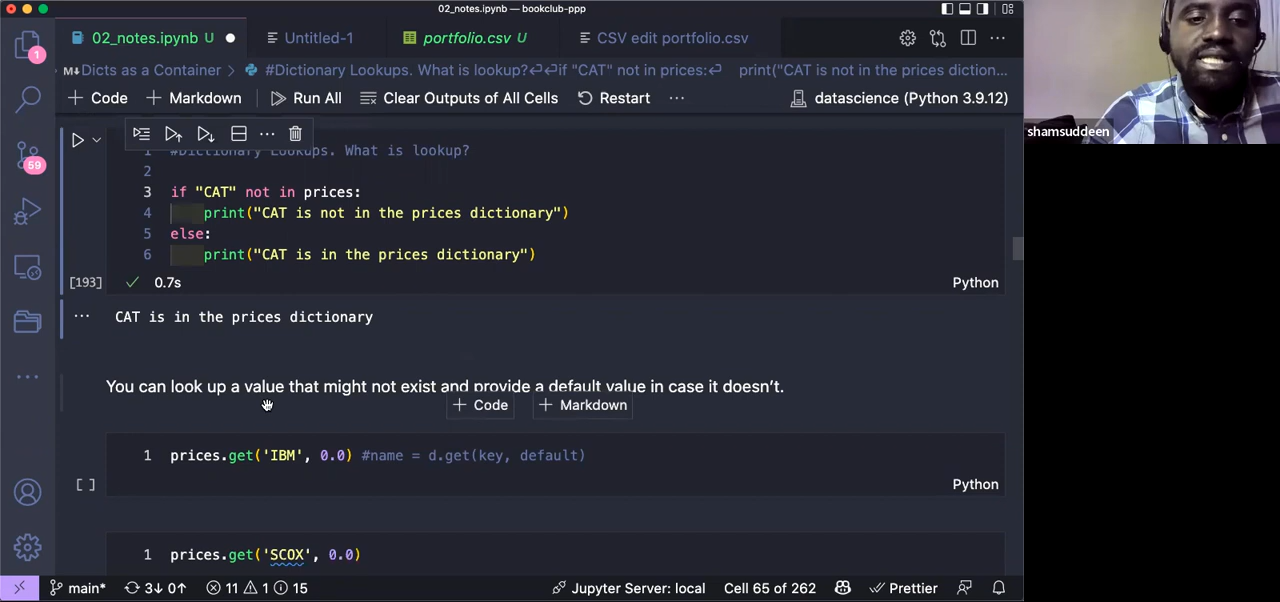 02_notes.ipynb — bookclub-ppp
02_notes.ipynb U
Untitled-1
portfolio.csv U
CSV edit portfolio.csv
M↓ Dicts as a Container > #Dictionary Lookups. What is lookup?↵↵if "CAT" not in prices:↵ print("CAT is not in the prices diction...
+ Code + Markdown Run All Clear Outputs of All Cells Restart ... datascience (Python 3.9.12)
1 #Dictionary Lookups. What is lookup?
2
3 if "CAT" not in prices:
4 print("CAT is not in the prices dictionary")
5 else:
6 print("CAT is in the prices dictionary")
[193] ✓ 0.7s Python
... CAT is in the prices dictionary
You can look up a value that might not exist and provide a default value in case it doesn't.
+ Code + Markdown
1 prices.get('IBM', 0.0) #name = d.get(key, default)
[ ] Python
1 prices.get('SCOX', 0.0)
main* 3↓ 0↑ 11 1 15 Jupyter Server: local Cell 65 of 262 Prettier
1
59
shamsuddeen